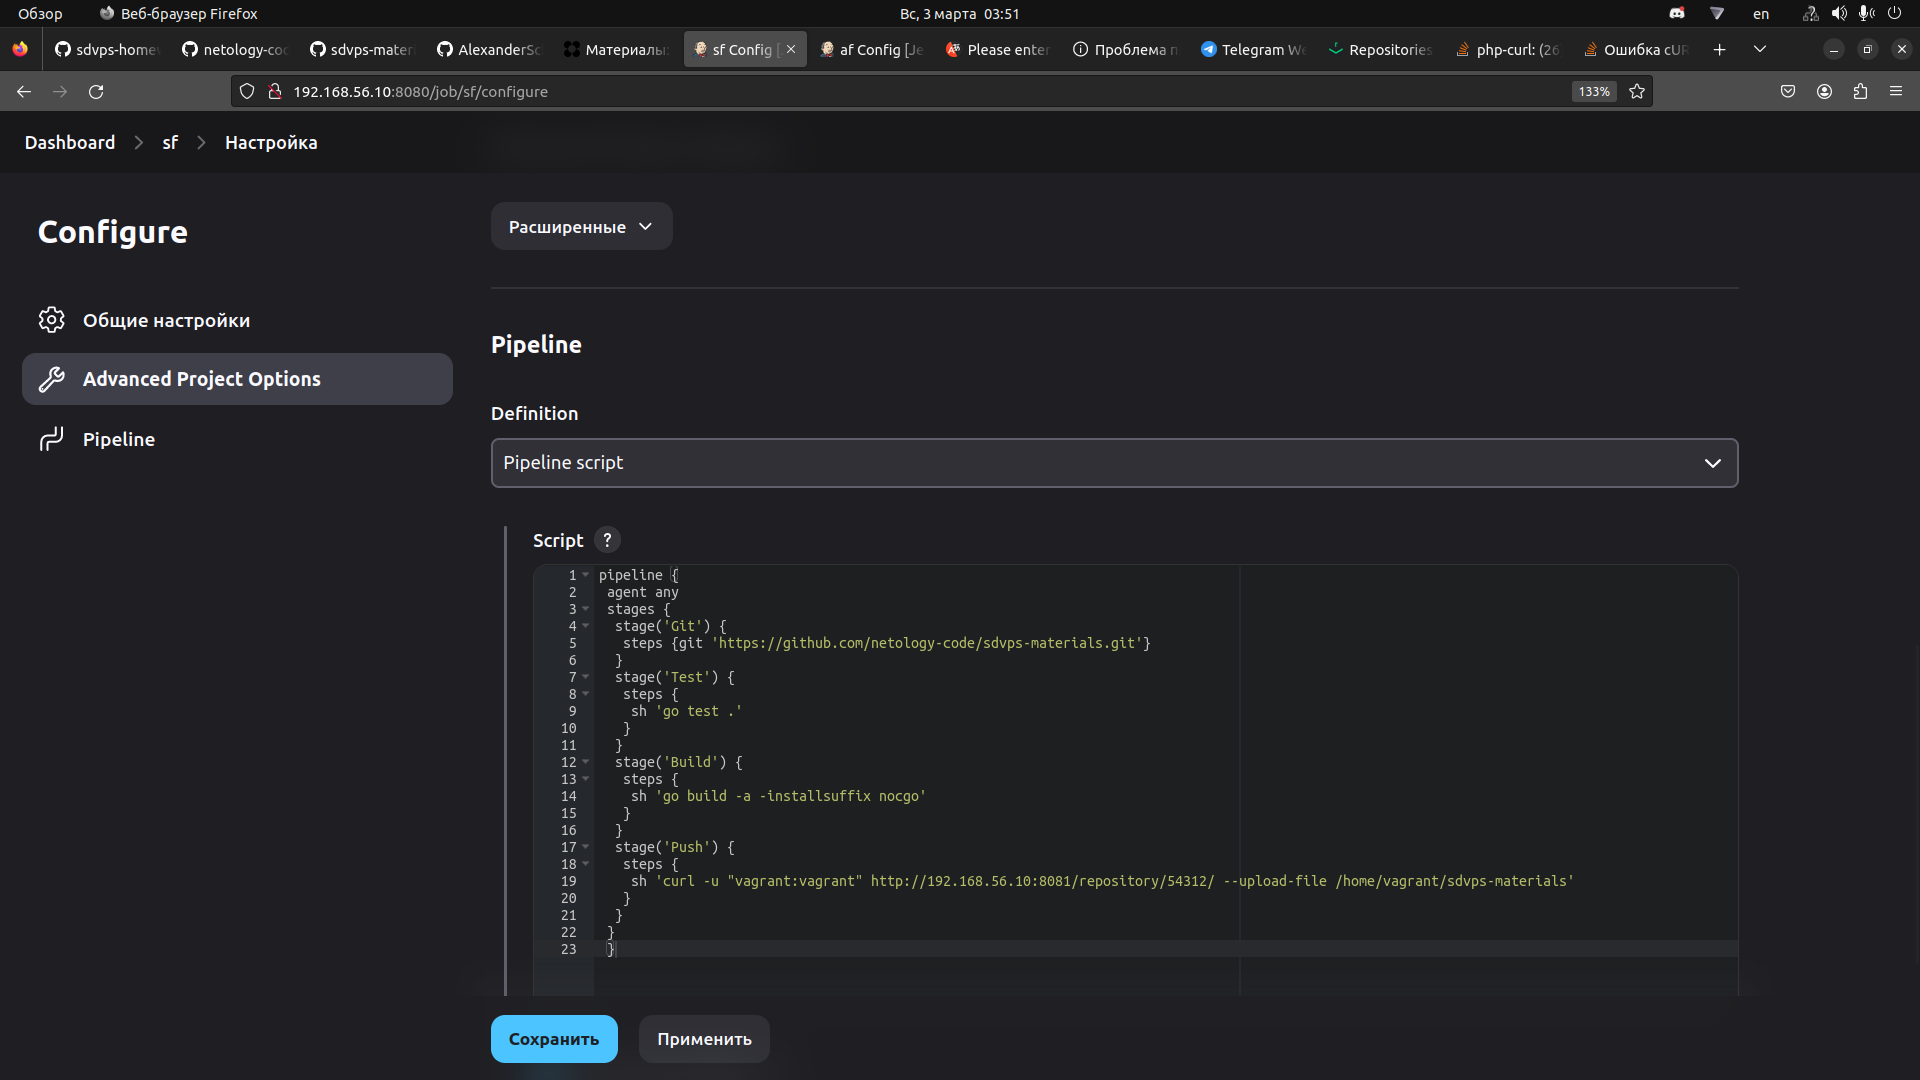 Обзор Веб-браузер Firefox Вс, 3 марта 03:51 en
sdvps-home netology-co sdvps-mater AlexanderS Материалы sf Config [ af Config [Je Please enter Проблема п Telegram We Repositories php-curl: (26 Ошибка cUR
192.168.56.10:8080/job/sf/configure 133%
Dashboard sf Настройка
Configure
Общие настройки
Advanced Project Options
Pipeline
Расширенные
Pipeline
Definition
Pipeline script
Script ?
1 pipeline {
2 agent any
3 stages {
4 stage('Git') {
5 steps {git 'https://github.com/netology-code/sdvps-materials.git'}
6 }
7 stage('Test') {
8 steps {
9 sh 'go test .'
10 }
11 }
12 stage('Build') {
13 steps {
14 sh 'go build -a -installsuffix nocgo'
15 }
16 }
17 stage('Push') {
18 steps {
19 sh 'curl -u "vagrant:vagrant" http://192.168.56.10:8081/repository/54312/ --upload-file /home/vagrant/sdvps-materials'
20 }
21 }
22 }
23 }
Сохранить Применить